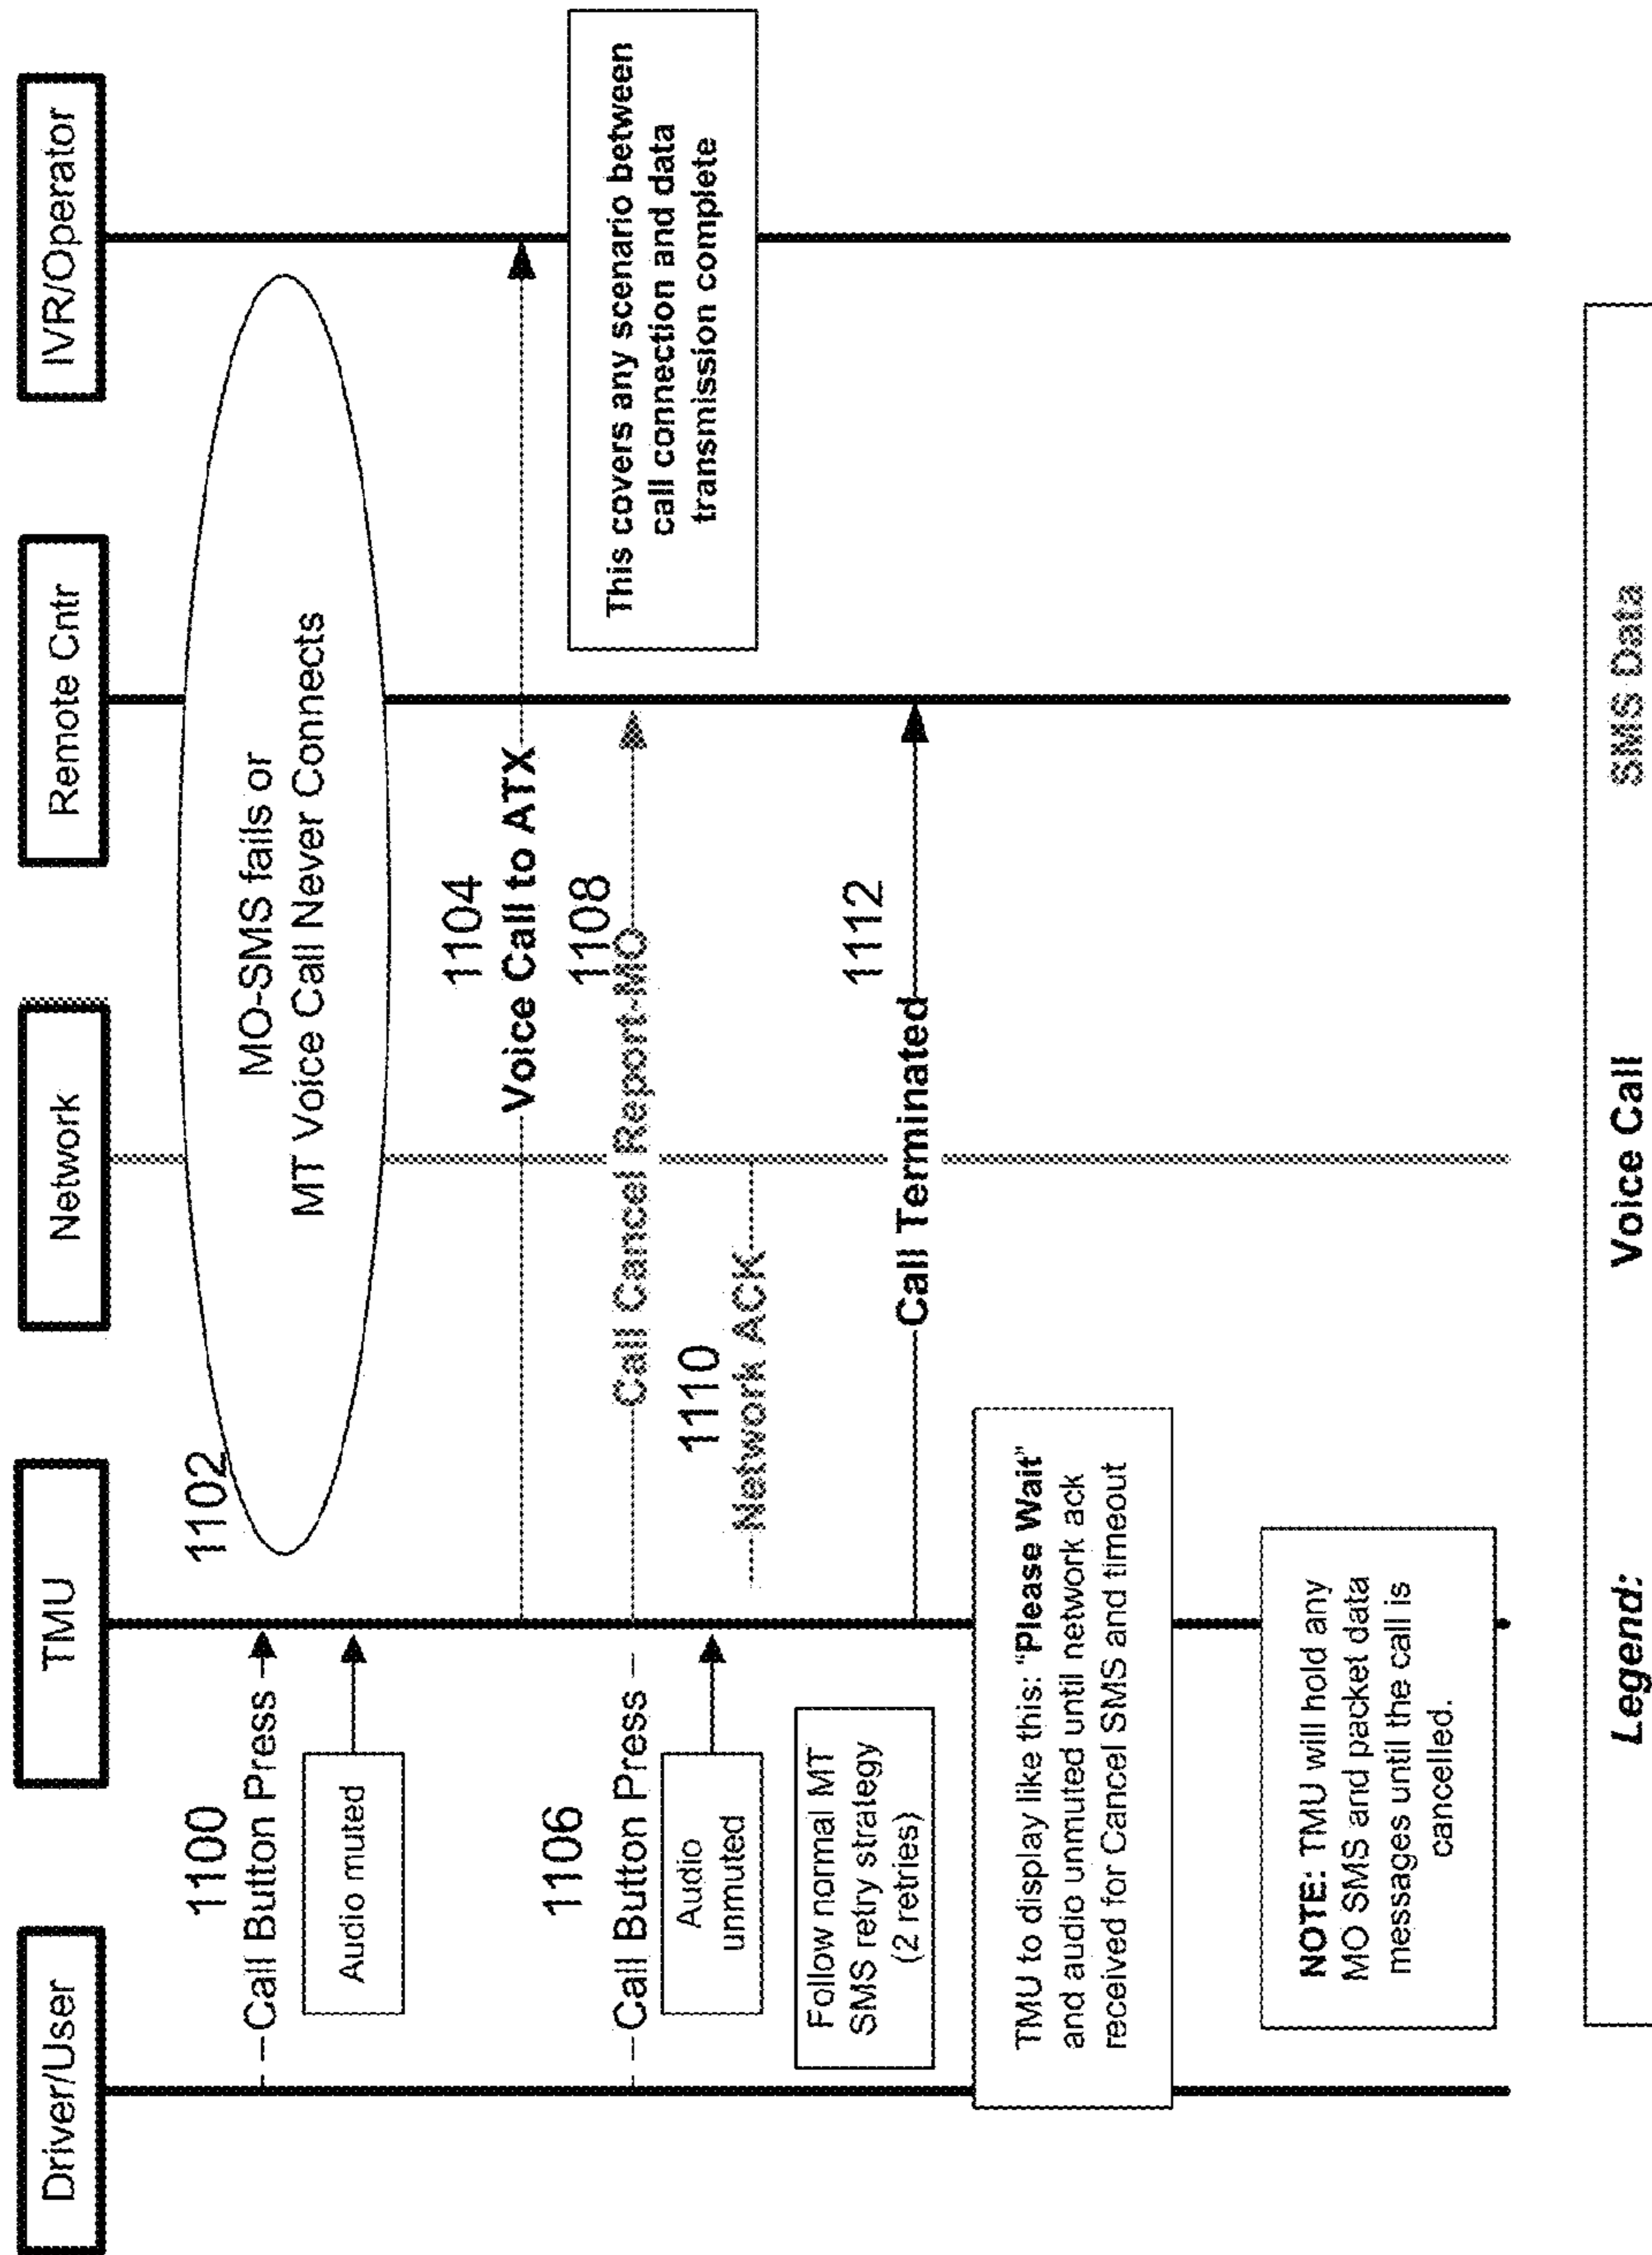 Driver/User
TMU
Network
Remote Cntr
IVR/Operator
1100
Call Button Press
Audio muted
1102
MO-SMS fails or
MT Voice Call Never Connects
1104
Voice Call to ATX
1106
Call Button Press
1108
Call Cancel Report-MO
This covers any scenario between
call connection and data
transmission complete
Audio
unmuted
1110
Network ACK
Follow normal MT
SMS retry strategy
(2 retries)
1112
Call Terminated
TMU to display like this: "Please Wait"
and audio unmuted until network ack
received for Cancel SMS and timeout
NOTE: TMU will hold any
MO SMS and packet data
messages until the call is
cancelled.
Legend:
Voice Call
SMS Data